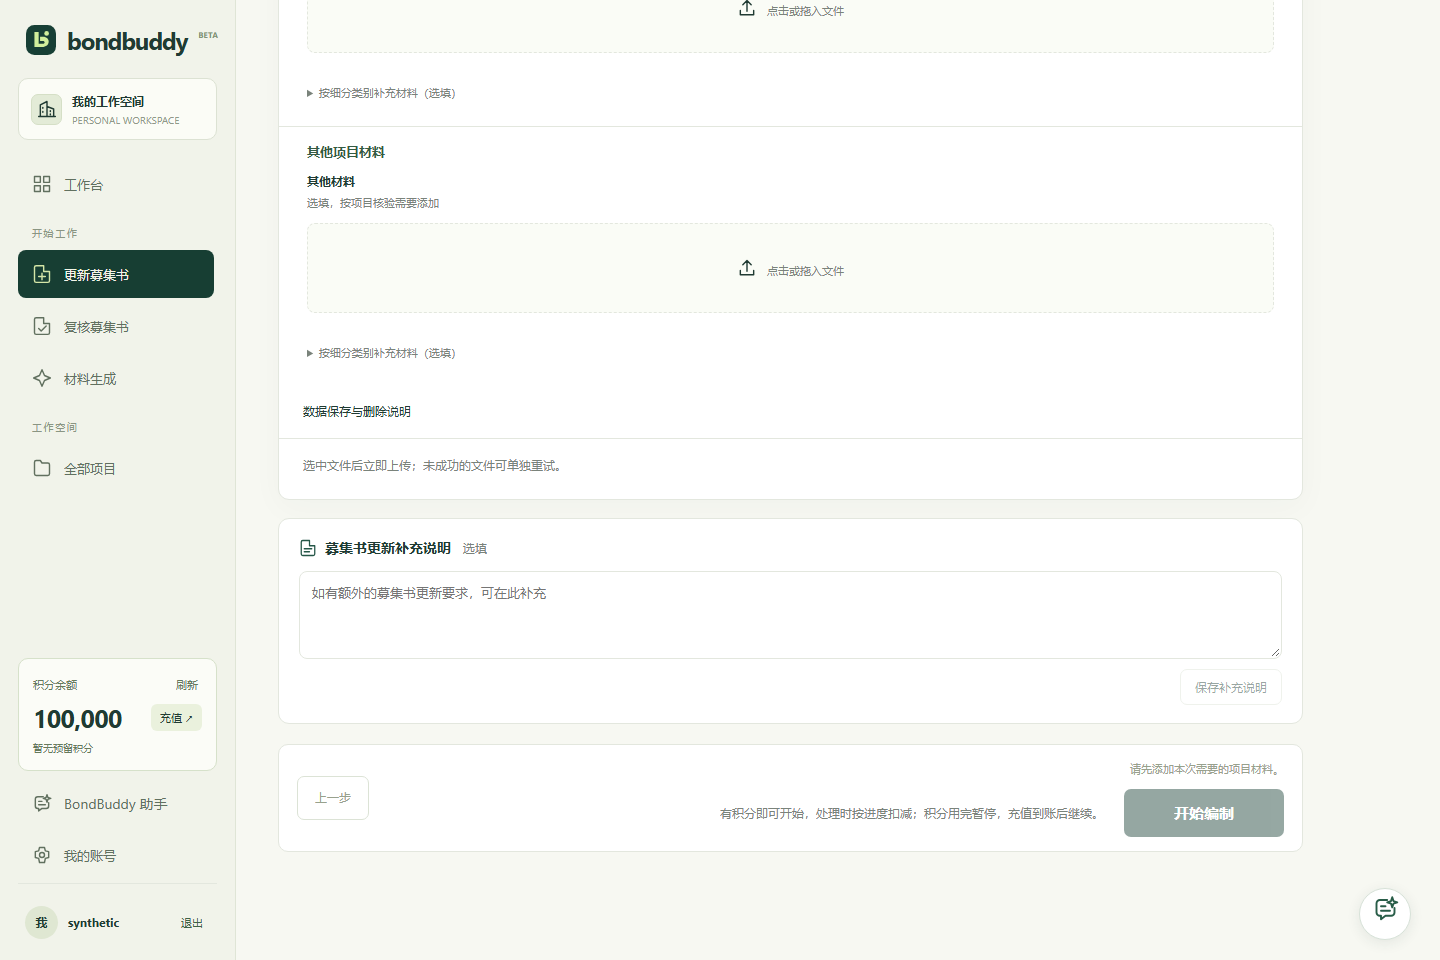 bondbuddy BETA
我的工作空间
PERSONAL WORKSPACE
工作台
开始工作
更新募集书
复核募集书
材料生成
工作空间
全部项目
积分余额 刷新
100,000 充值 ↗
暂无预留积分
BondBuddy 助手
我的账号
我 synthetic 退出
点击或拖入文件
▶ 按细分类别补充材料（选填）
其他项目材料
其他材料
选填，按项目核验需要添加
点击或拖入文件
▶ 按细分类别补充材料（选填）
数据保存与删除说明
选中文件后立即上传；未成功的文件可单独重试。
募集书更新补充说明 选填
如有额外的募集书更新要求，可在此补充
保存补充说明
上一步
请先添加本次需要的项目材料。
有积分即可开始，处理时按进度扣减；积分用完暂停，充值到账后继续。
开始编制